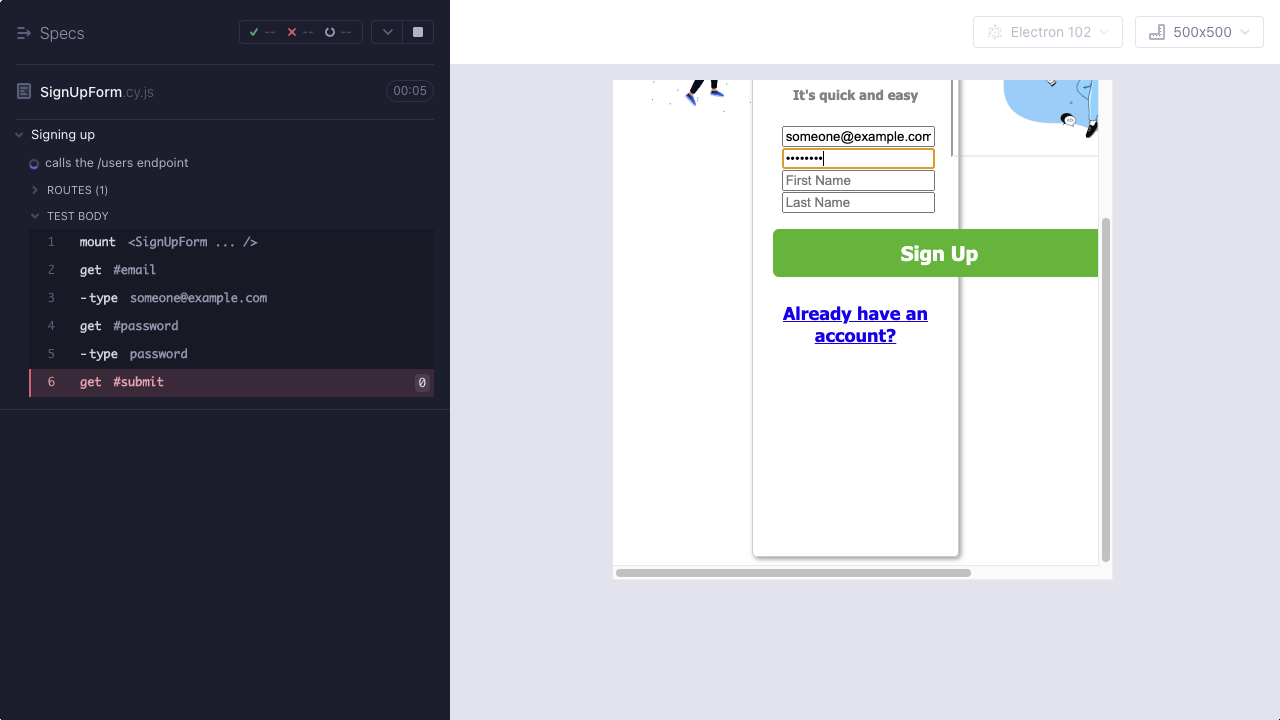 Specs
-- -- --
SignUpForm.cy.js 00:05
Signing up
calls the /users endpoint
ROUTES (1)
TEST BODY
1 mount <SignUpForm ... />
2 get #email
3 -type someone@example.com
4 get #password
5 -type password
6 get #submit 0
Electron 102
500x500
It's quick and easy
someone@example.com
••••••••
First Name
Last Name
Sign Up
Already have an
account?